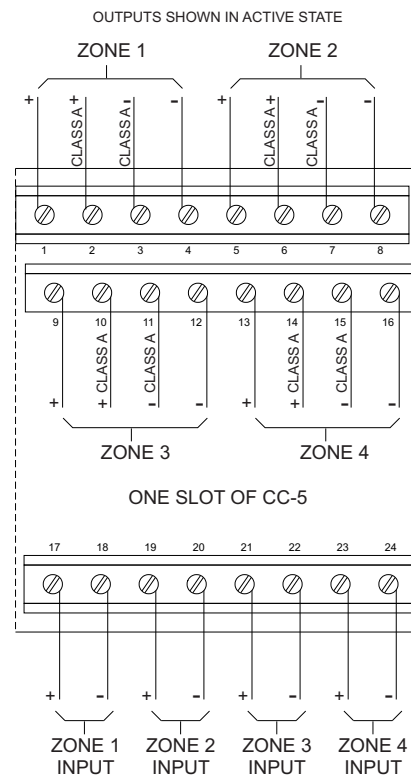 OUTPUTS SHOWN IN ACTIVE STATE
ZONE 1 ZONE 2
+ CLASS A + CLASS A - - + CLASS A + CLASS A - -
1 2 3 4 5 6 7 8
9 10 11 12 13 14 15 16
+ CLASS A + CLASS A - - + CLASS A + CLASS A - -
ZONE 3 ZONE 4
ONE SLOT OF CC-5
17 18 19 20 21 22 23 24
+ - + - + - + -
ZONE 1 ZONE 2 ZONE 3 ZONE 4
INPUT INPUT INPUT INPUT